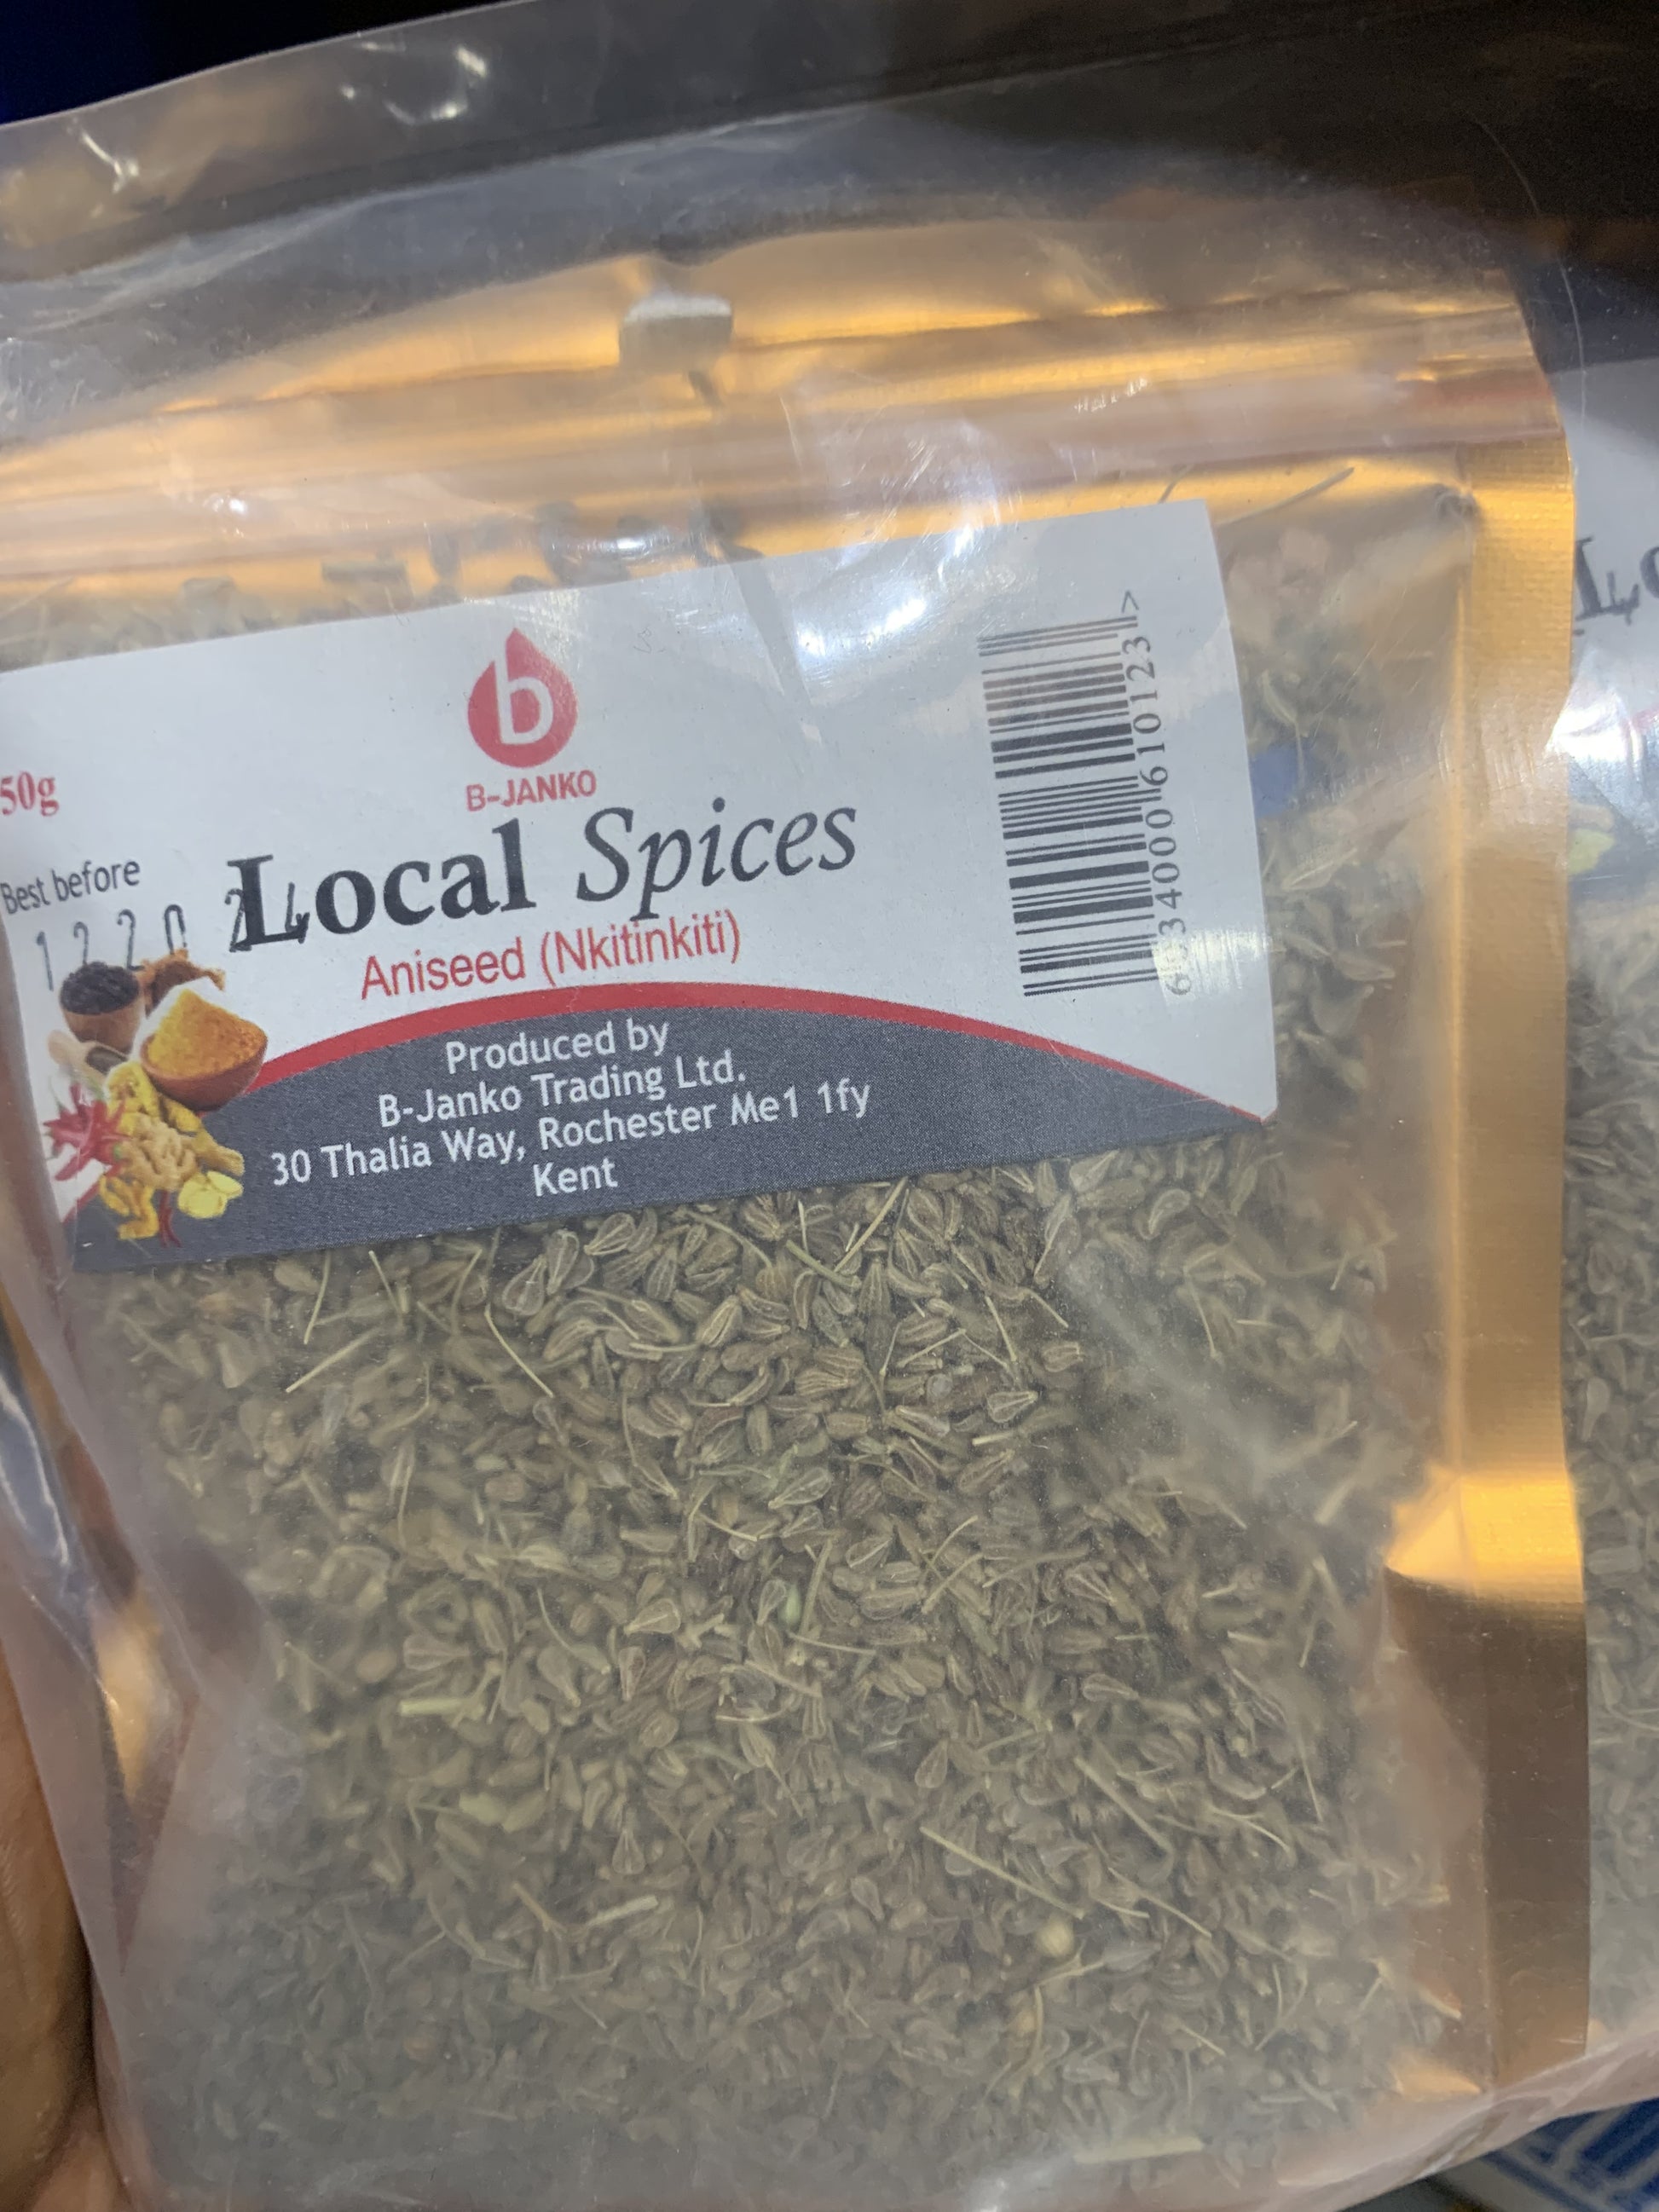 b
B-JANKO
50g
Local Spices
Best before
122024
Aniseed (Nkitinkiti)
Produced by
B-Janko Trading Ltd.
30 Thalia Way, Rochester Me1 1fy
Kent
>